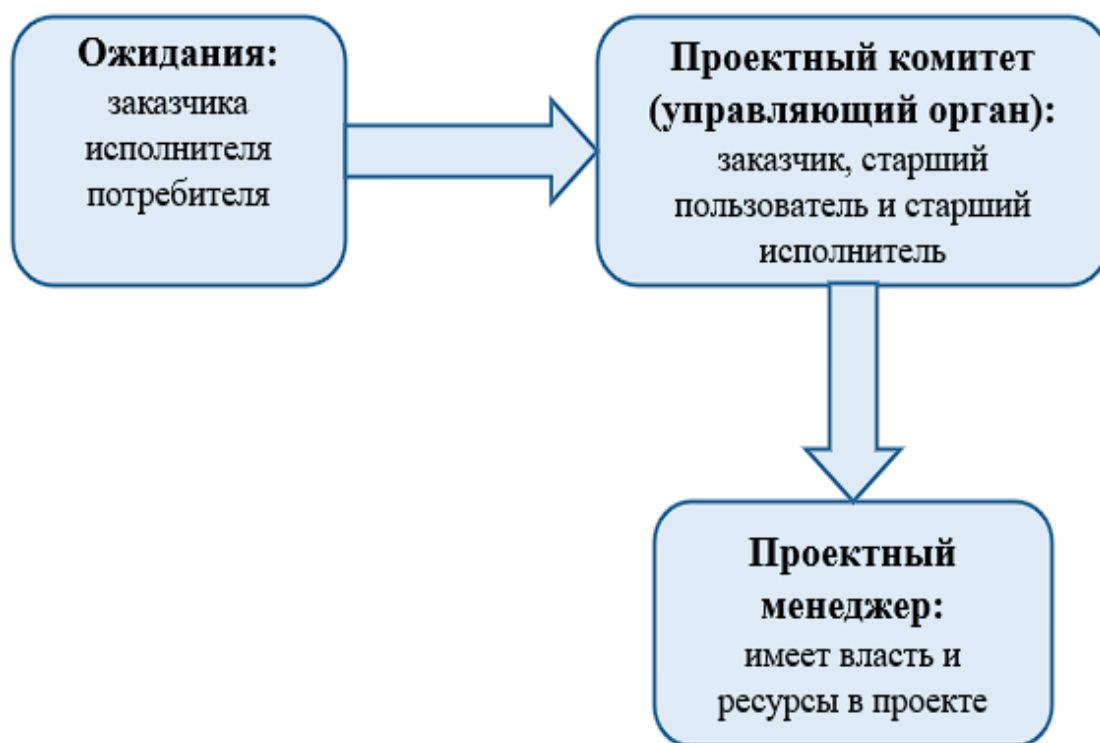 Ожидания:
заказчика
исполнителя
потребителя
Проектный комитет
(управляющий орган):
заказчик, старший
пользователь и старший
исполнитель
Проектный
менеджер:
имеет власть и
ресурсы в проекте